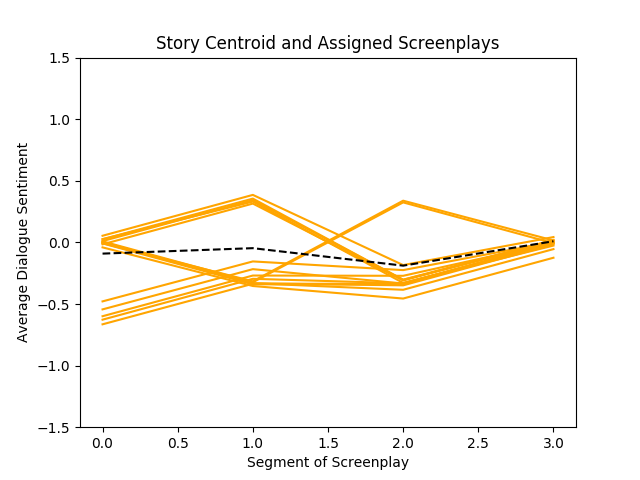 Story Centroid and Assigned Screenplays
1.5
1.0
0.5
0.0
−0.5
−1.0
−1.5
Average Dialogue Sentiment
0.0 0.5 1.0 1.5 2.0 2.5 3.0
Segment of Screenplay